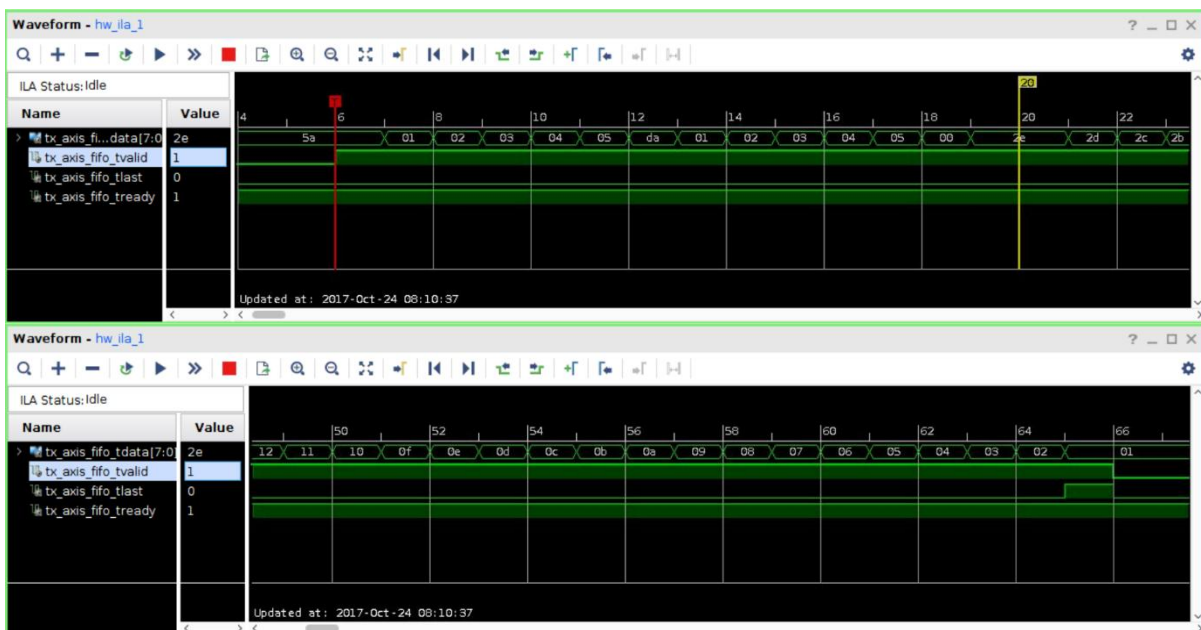 Waveform - hw_ila_1
ILA Status: Idle
Name Value
tx_axis_fi...data[7:0 2e
tx_axis_fifo_tvalid 1
tx_axis_fifo_tlast 0
tx_axis_fifo_tready 1
20
T
4 6 8 10 12 14 16 18 20 22
5a 01 02 03 04 05 da 01 02 03 04 05 00 2e 2d 2c 2b
Updated at: 2017-Oct-24 08:10:37
Waveform - hw_ila_1
ILA Status: Idle
Name Value
tx_axis_fifo_tdata[7:0] 2e
tx_axis_fifo_tvalid 1
tx_axis_fifo_tlast 0
tx_axis_fifo_tready 1
50 52 54 56 58 60 62 64 66
12 11 10 0f 0e 0d 0c 0b 0a 09 08 07 06 05 04 03 02 01
Updated at: 2017-Oct-24 08:10:37